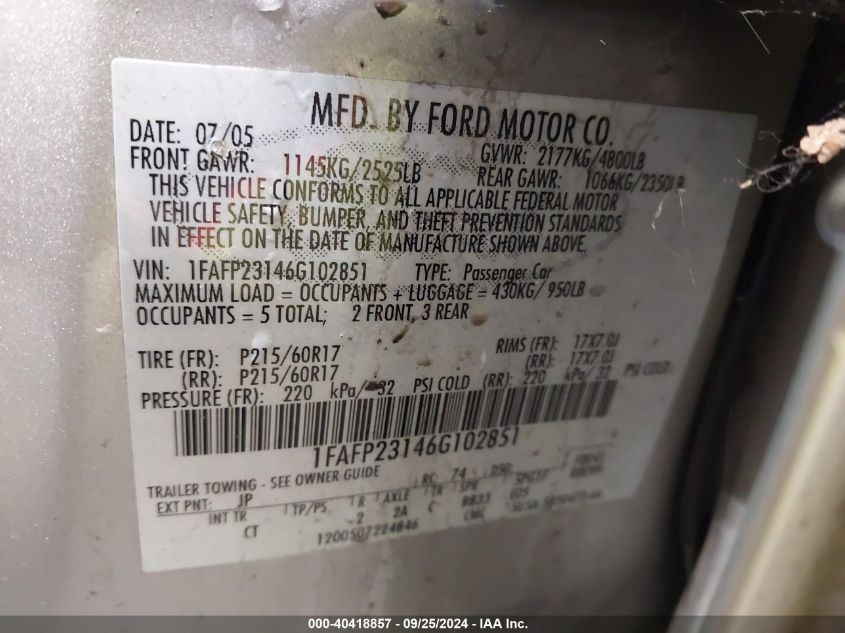 MFD. BY FORD MOTOR CO.
DATE: 07/05
GVWR: 2177KG/4800LB
FRONT GAWR: 1145KG/2525LB
REAR GAWR: 1066KG/2350LB
THIS VEHICLE CONFORMS TO ALL APPLICABLE FEDERAL MOTOR
VEHICLE SAFETY, BUMPER, AND THEFT PREVENTION STANDARDS
IN EFFECT ON THE DATE OF MANUFACTURE SHOWN ABOVE.
VIN: 1FAFP23146G102851 TYPE: Passenger Car
MAXIMUM LOAD = OCCUPANTS + LUGGAGE = 430KG/ 950LB
OCCUPANTS = 5 TOTAL; 2 FRONT, 3 REAR
TIRE (FR): P215/60R17 RIMS (FR): 17X7.0J
(RR): P215/60R17 (RR): 17X7.0J
PRESSURE (FR): 220 kPa/ 32 PSI COLD (RR): 220 kPa/ 32 PSI COLD
1FAFP23146G102851
TRAILER TOWING - SEE OWNER GUIDE
RC: 74 DSO:
EXT PNT: JP
INT TR TP/PS R AXLE TR SPR
CT 2 2A C 8833
1200507224846
000-40418857 - 09/25/2024 - IAA Inc.